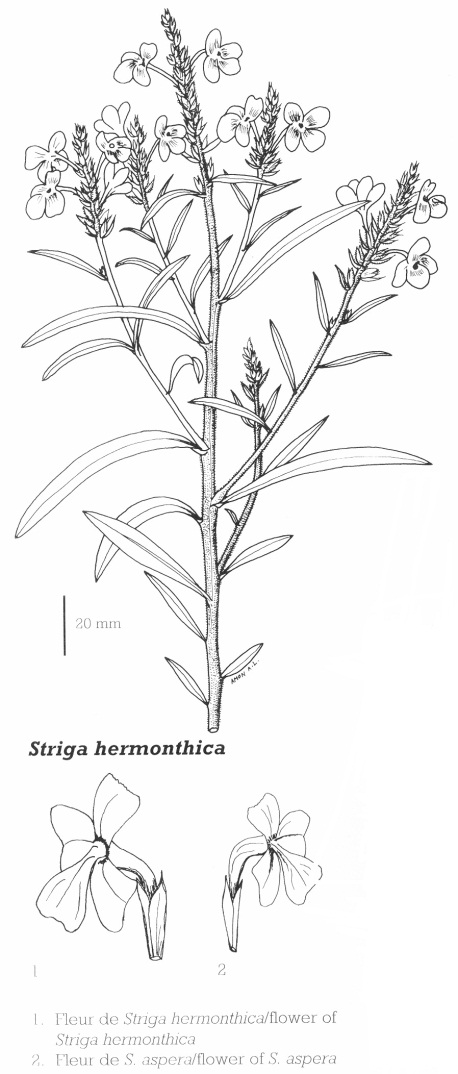 20 mm
AMON A.L.
Striga hermonthica
1
2
1. Fleur de Striga hermonthica/flower of
Striga hermonthica
2. Fleur de S. aspera/flower of S. aspera